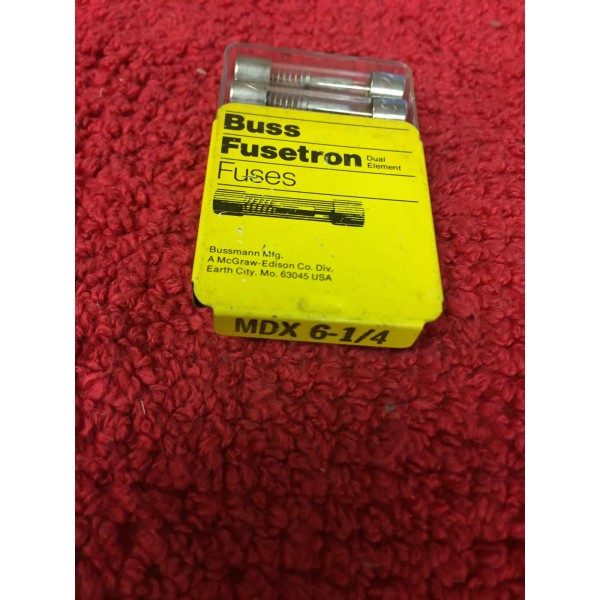 Buss
Fusetron Dual Element
Fuses
Bussmann Mfg.
A McGraw-Edison Co. Div.
Earth City, Mo. 63045 USA
MDX 6-1/4